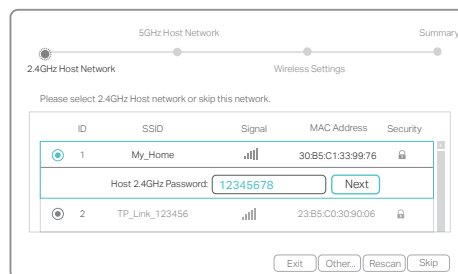 5GHz Host Network Summary
2.4GHz Host Network Wireless Settings
Please select 2.4GHz Host network or skip this network.
ID SSID Signal MAC Address Security
1 My_Home 30:B5:C1:33:99:76
Host 2.4GHz Password: 12345678 Next
2 TP_Link_123456 23:B5:C0:30:90:06
Exit Other... Rescan Skip